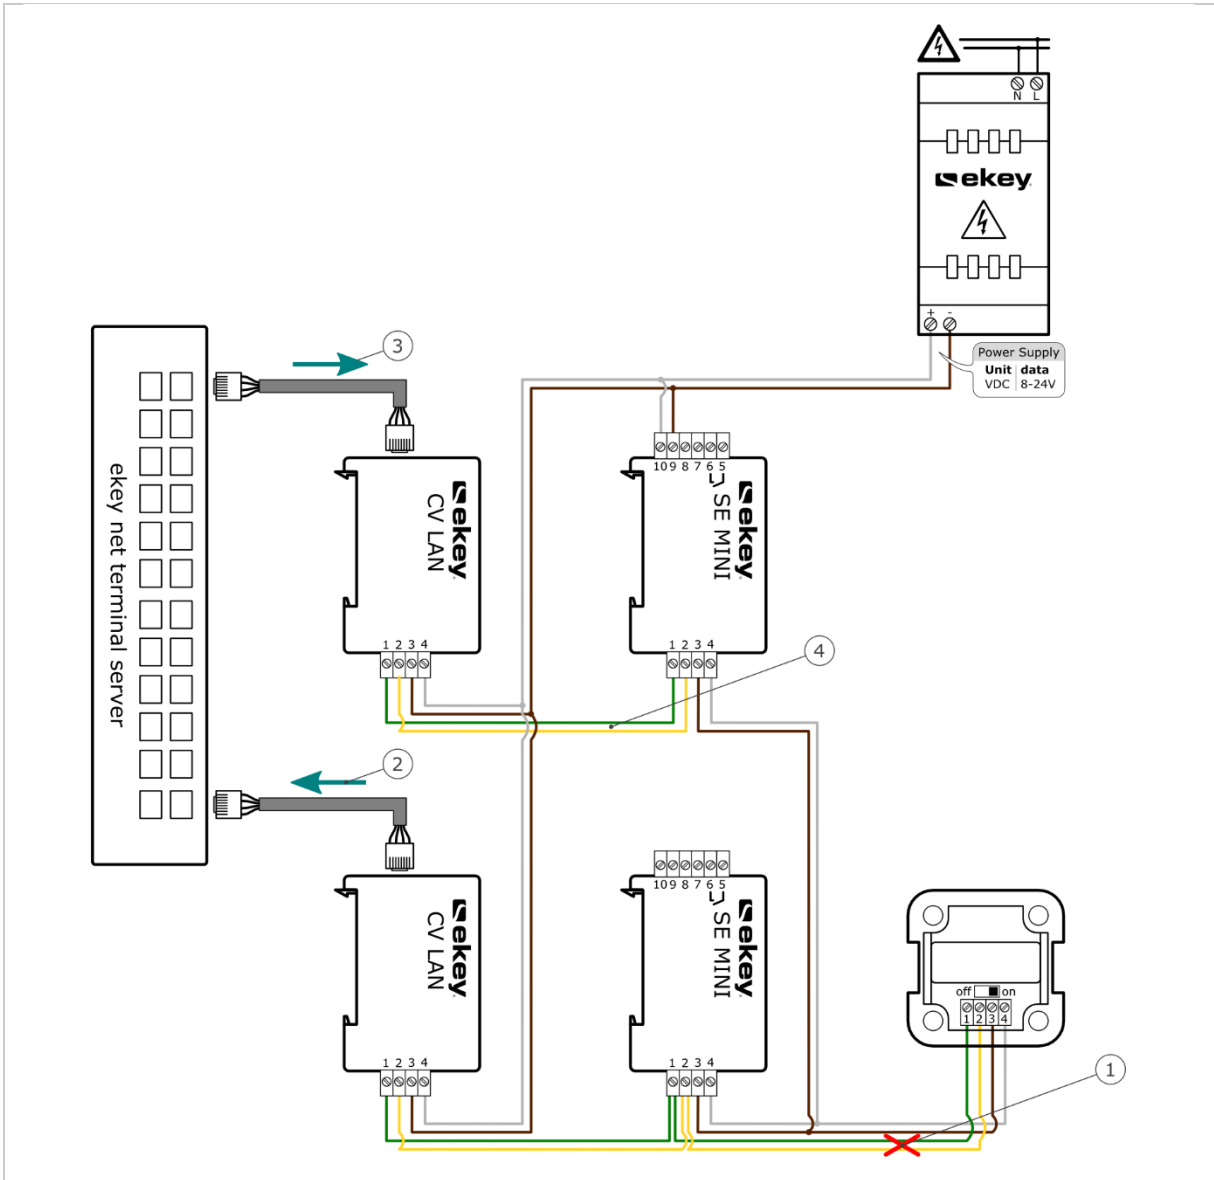 N L
ekey
+ -
Power Supply
Unit data
VDC 8-24V
3
10 9 8 7 6 5
ekey
CV LAN
ekey
SE MINI
ekey net terminal server
1 2 3 4
1 2 3 4
4
2
10 9 8 7 6 5
ekey
CV LAN
ekey
SE MINI
off on
1 2 3 4
1 2 3 4
1 2 3 4
1